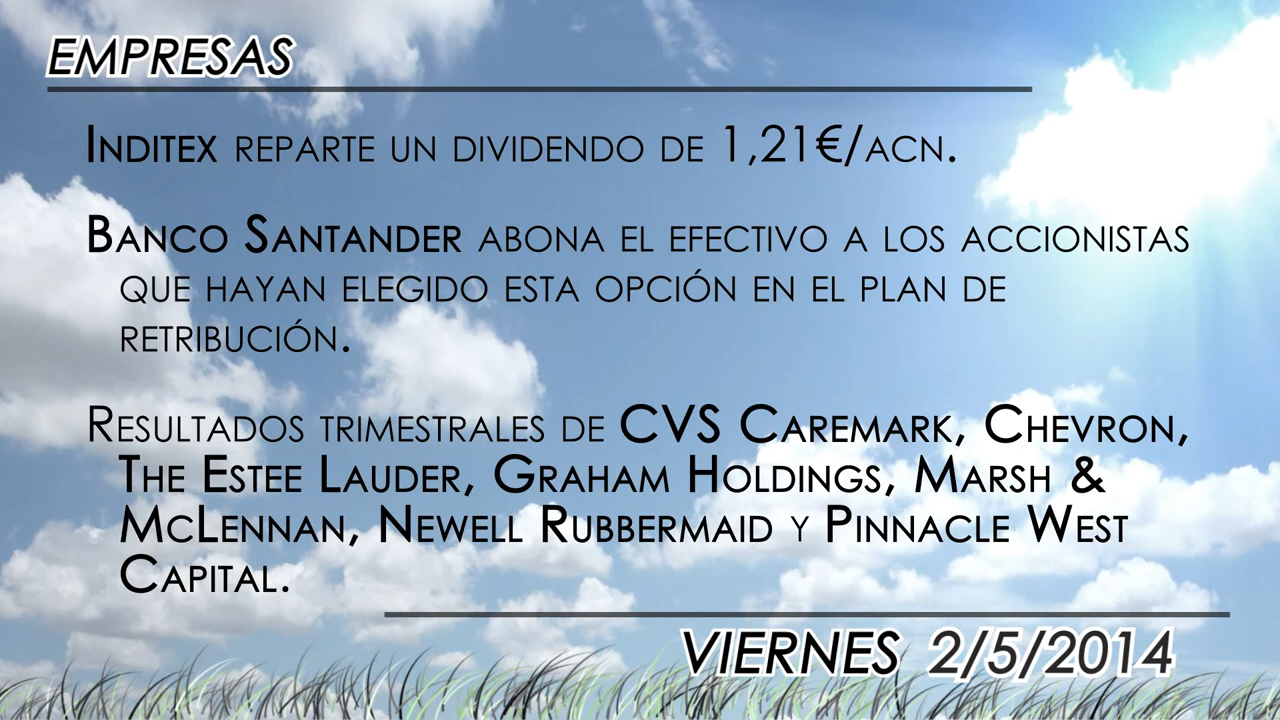 EMPRESAS
Inditex reparte un dividendo de 1,21€/acn.
Banco Santander abona el efectivo a los accionistas
que hayan elegido esta opción en el plan de
retribución.
Resultados trimestrales de CVS Caremark, Chevron,
The Estee Lauder, Graham Holdings, Marsh &
McLennan, Newell Rubbermaid y Pinnacle West
Capital.
VIERNES 2/5/2014